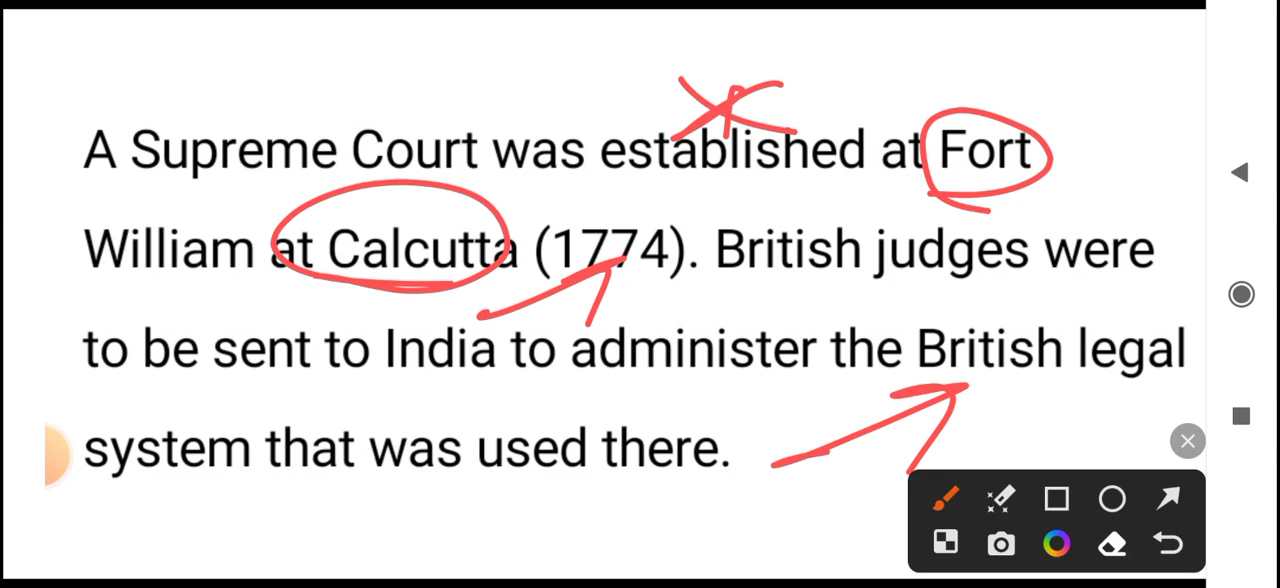 A Supreme Court was established at Fort
William at Calcutta (1774). British judges were
to be sent to India to administer the British legal
system that was used there.